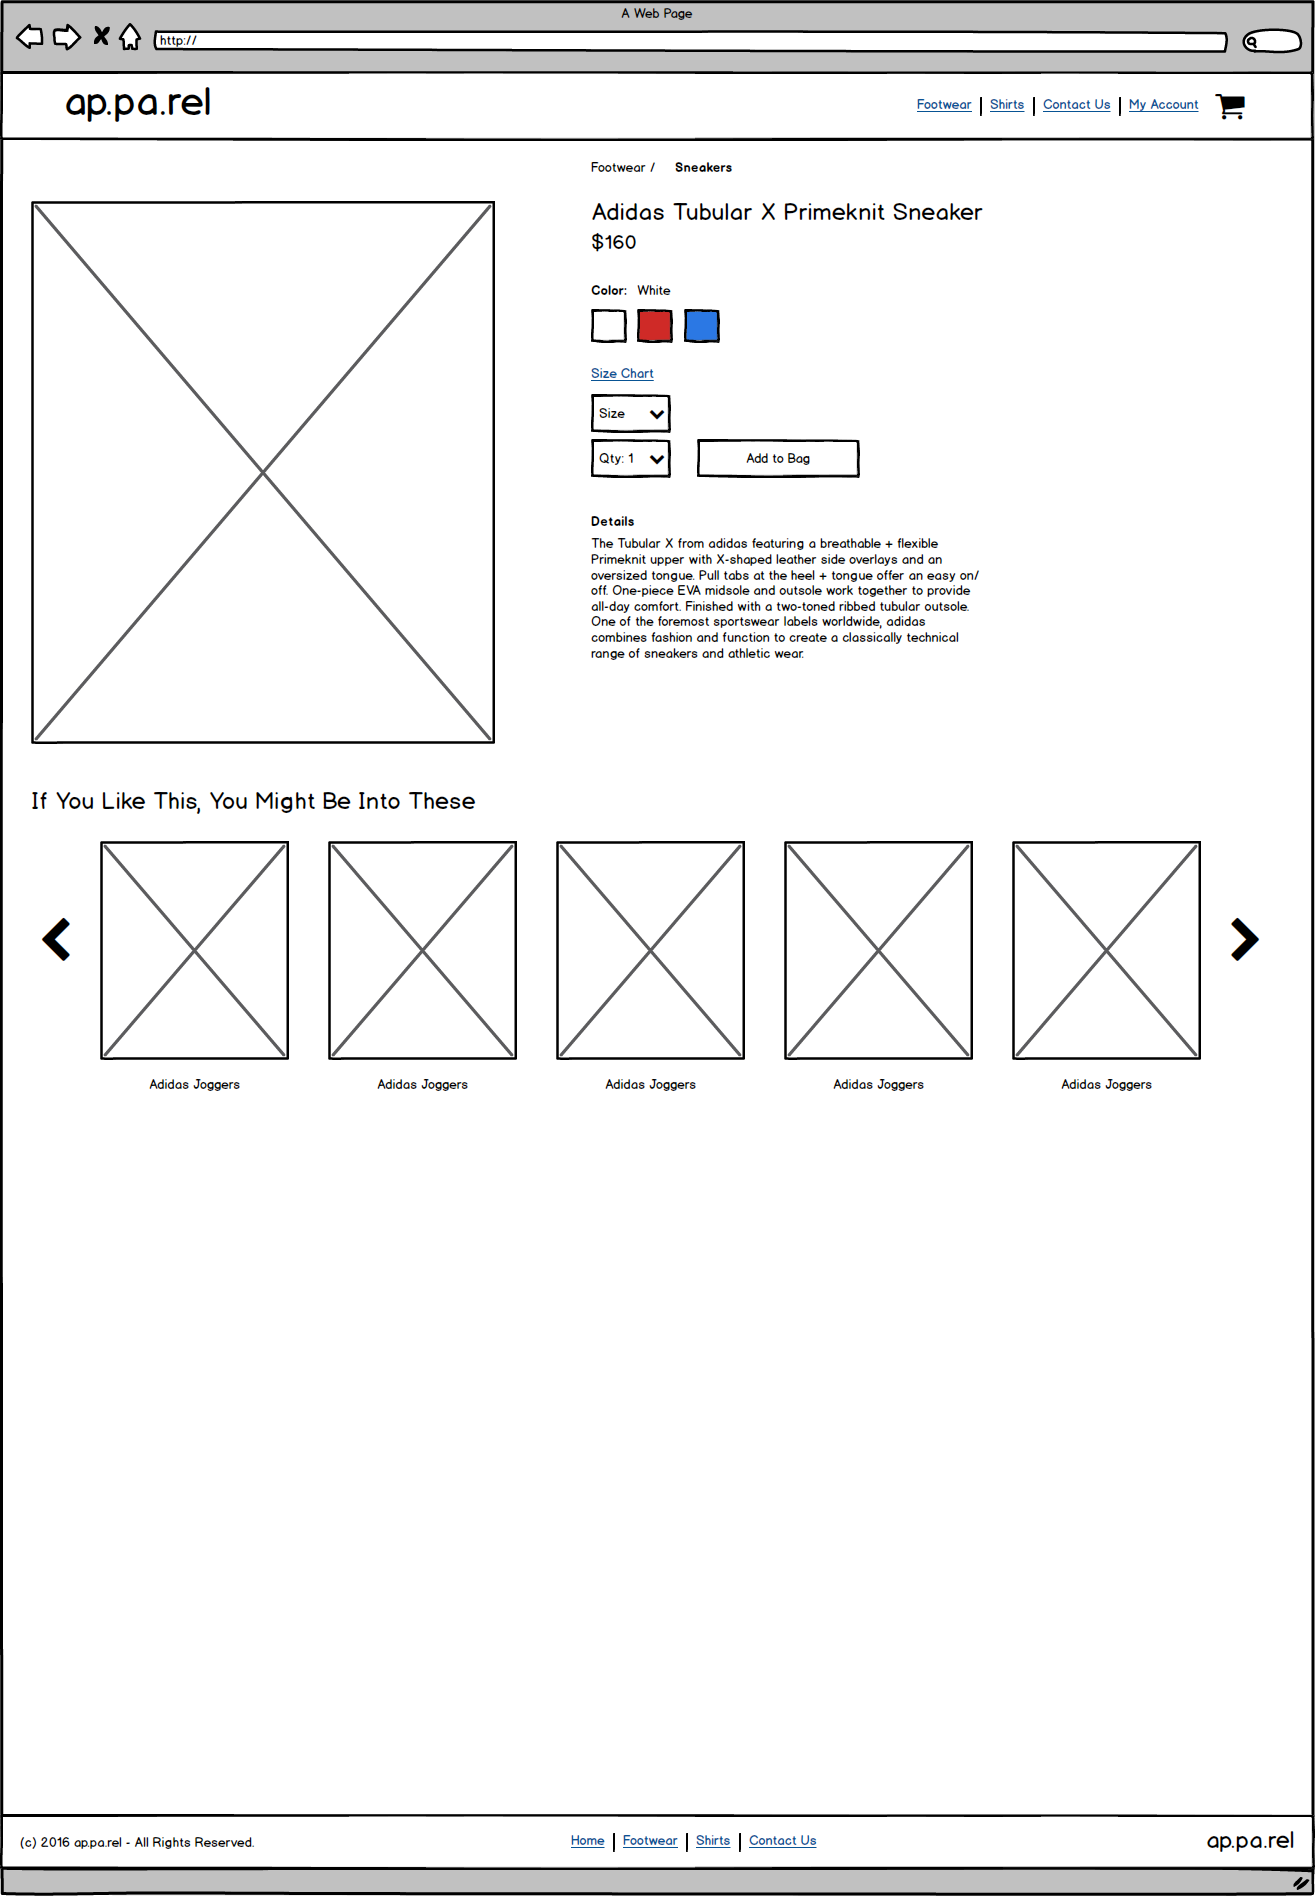 A Web Page
http://
ap.pa.rel
Footwear | Shirts | Contact Us | My Account
Footwear / Sneakers
Adidas Tubular X Primeknit Sneaker
$160
Color: White
Size Chart
Size
Qty: 1
Add to Bag
Details
The Tubular X from adidas featuring a breathable + flexible
Primeknit upper with X-shaped leather side overlays and an
oversized tongue. Pull tabs at the heel + tongue offer an easy on/
off. One-piece EVA midsole and outsole work together to provide
all-day comfort. Finished with a two-toned ribbed tubular outsole.
One of the foremost sportswear labels worldwide, adidas
combines fashion and function to create a classically technical
range of sneakers and athletic wear.
If You Like This, You Might Be Into These
Adidas Joggers
Adidas Joggers
Adidas Joggers
Adidas Joggers
Adidas Joggers
(c) 2016 ap.pa.rel - All Rights Reserved.
Home | Footwear | Shirts | Contact Us
ap.pa.rel